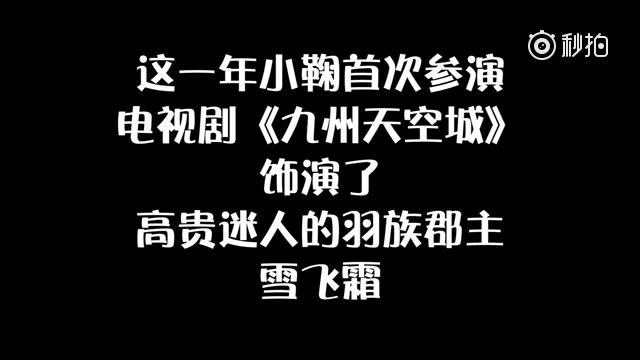 秒拍
这一年小鞠首次参演
电视剧《九州天空城》
饰演了
高贵迷人的羽族郡主
雪飞霜